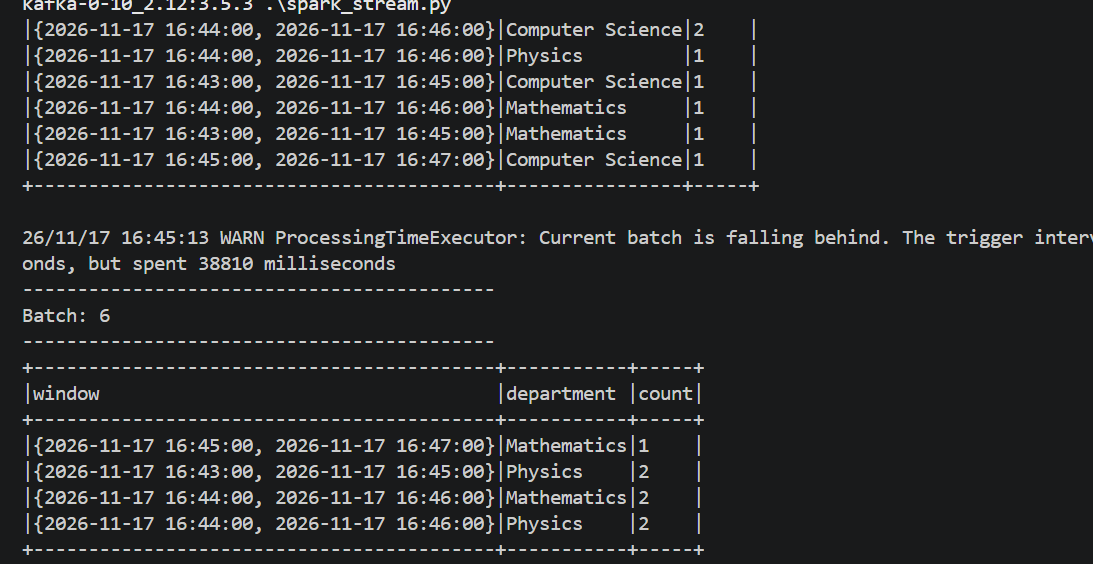 kafka-0-10_2.12:3.5.3 .\spark_stream.py
|{2026-11-17 16:44:00, 2026-11-17 16:46:00}|Computer Science|2    |
|{2026-11-17 16:44:00, 2026-11-17 16:46:00}|Physics         |1    |
|{2026-11-17 16:43:00, 2026-11-17 16:45:00}|Computer Science|1    |
|{2026-11-17 16:44:00, 2026-11-17 16:46:00}|Mathematics     |1    |
|{2026-11-17 16:43:00, 2026-11-17 16:45:00}|Mathematics     |1    |
|{2026-11-17 16:45:00, 2026-11-17 16:47:00}|Computer Science|1    |
+------------------------------------------+----------------+-----+

26/11/17 16:45:13 WARN ProcessingTimeExecutor: Current batch is falling behind. The trigger interv
onds, but spent 38810 milliseconds
-------------------------------------------
Batch: 6
-------------------------------------------
+------------------------------------------+-----------+-----+
|window                                    |department |count|
+------------------------------------------+-----------+-----+
|{2026-11-17 16:45:00, 2026-11-17 16:47:00}|Mathematics|1    |
|{2026-11-17 16:43:00, 2026-11-17 16:45:00}|Physics    |2    |
|{2026-11-17 16:44:00, 2026-11-17 16:46:00}|Mathematics|2    |
|{2026-11-17 16:44:00, 2026-11-17 16:46:00}|Physics    |2    |
+------------------------------------------+-----------+-----+